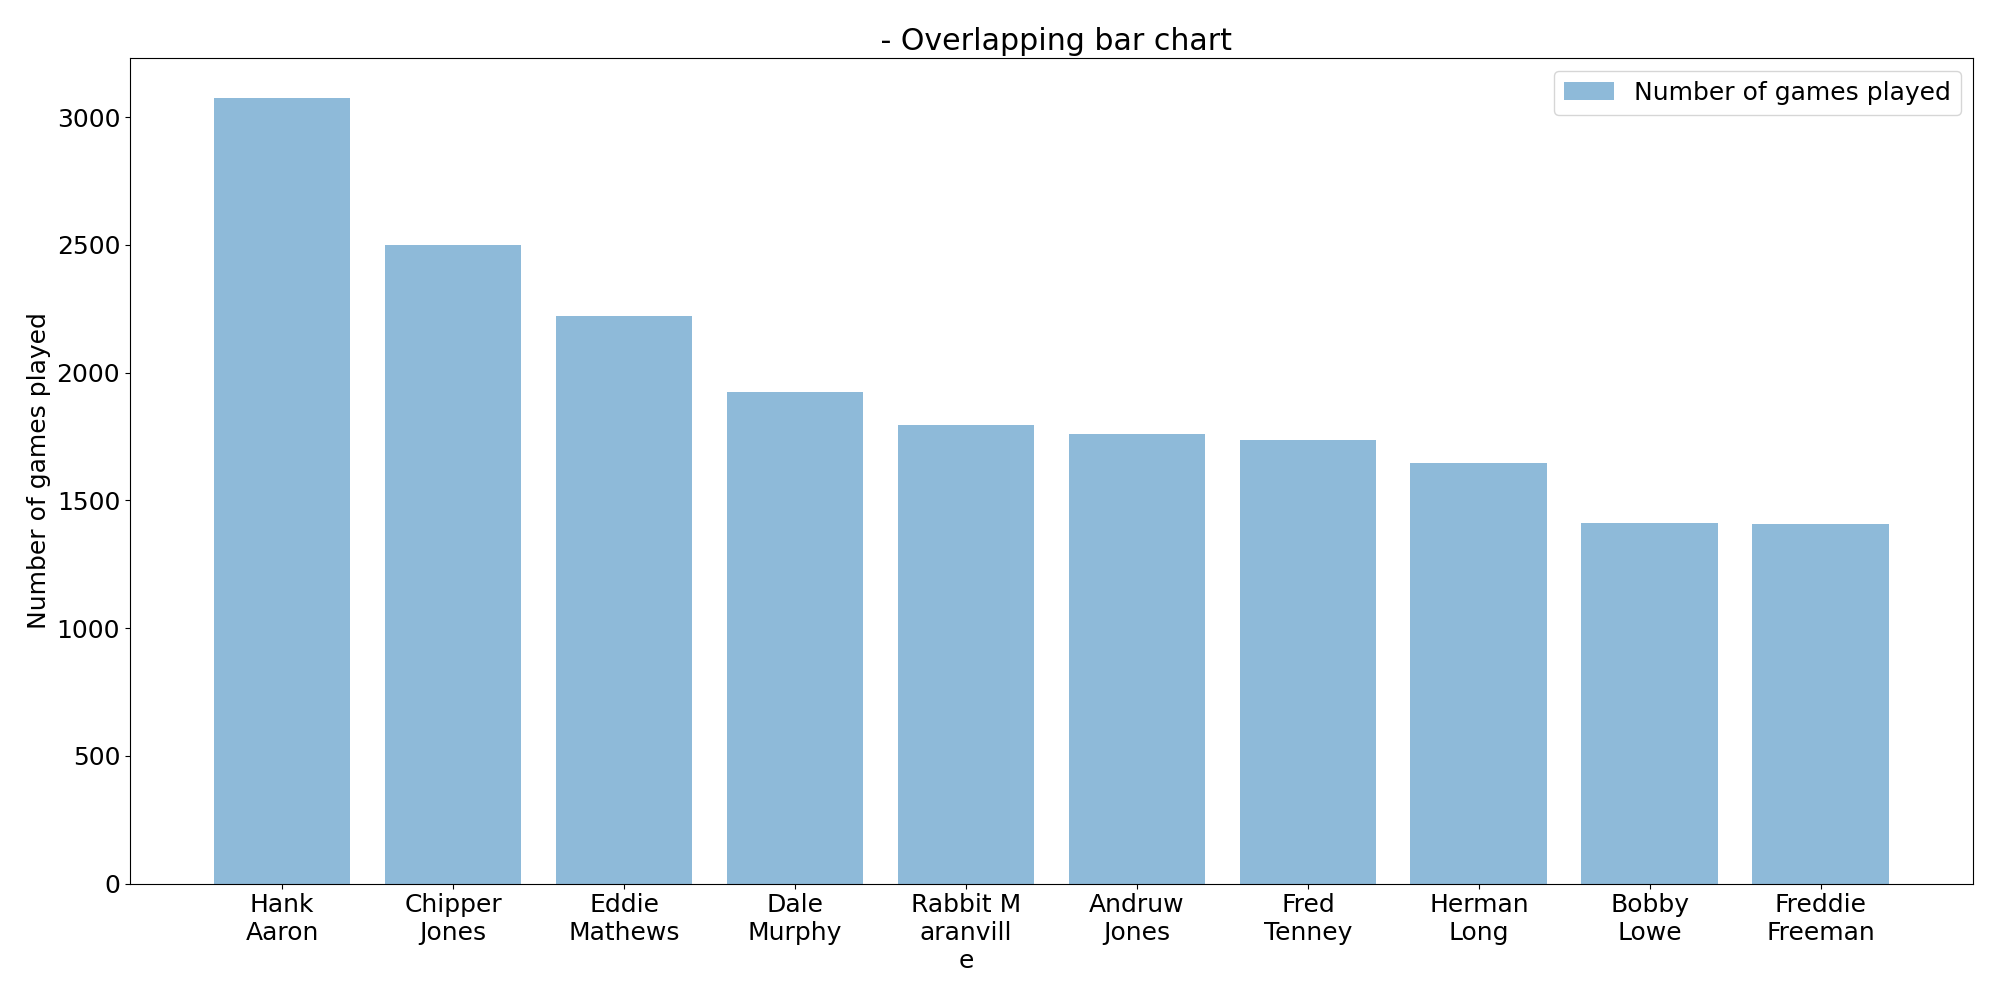 - Overlapping bar chart
Number of games played
Number of games played
3000
2500
2000
1500
1000
500
0
Hank
Aaron
Chipper
Jones
Eddie
Mathews
Dale
Murphy
Rabbit M
aranvill
e
Andruw
Jones
Fred
Tenney
Herman
Long
Bobby
Lowe
Freddie
Freeman